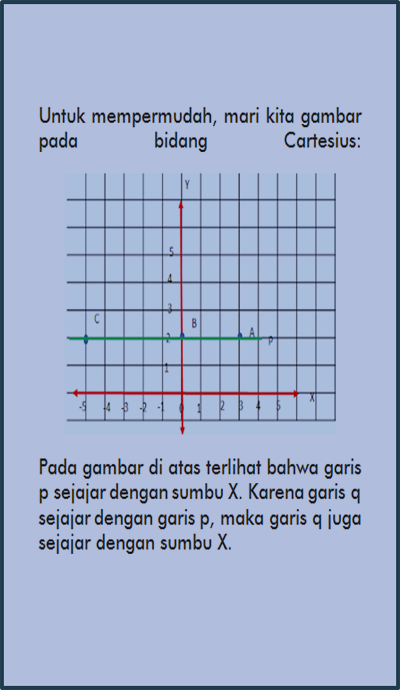 Untuk mempermudah, mari kita gambar
pada bidang Cartesius:
Y
5
4
C
3
B
2
A
P
1
X
-5 -4 -3 -2 -1 0 1 2 3 4 5
Pada gambar di atas terlihat bahwa garis
p sejajar dengan sumbu X. Karena garis q
sejajar dengan garis p, maka garis q juga
sejajar dengan sumbu X.